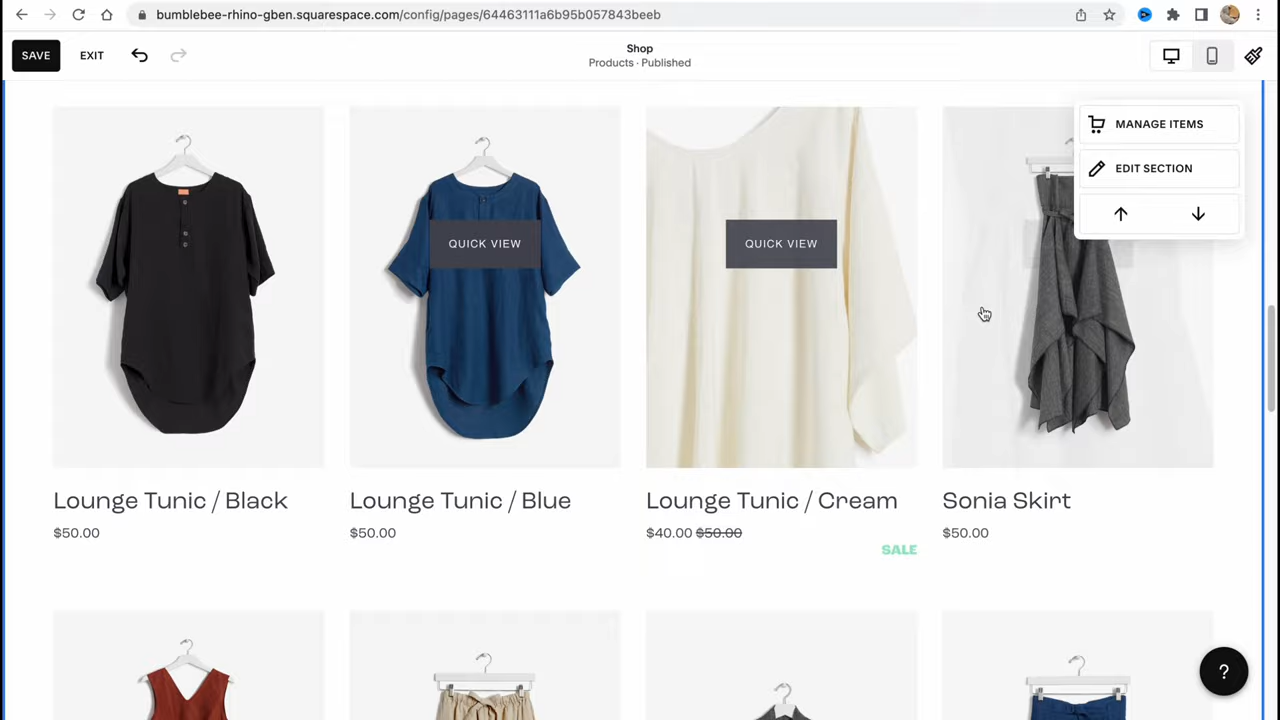 bumblebee-rhino-gben.squarespace.com/config/pages/64463111a6b95b057843beeb
SAVE
EXIT
Shop
Products · Published
MANAGE ITEMS
EDIT SECTION
QUICK VIEW
QUICK VIEW
Lounge Tunic / Black
$50.00
Lounge Tunic / Blue
$50.00
Lounge Tunic / Cream
$40.00 $50.00
SALE
Sonia Skirt
$50.00
?